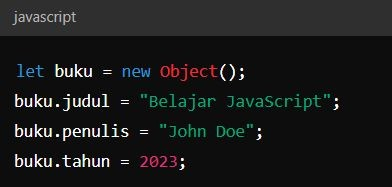 javascript
let buku = new Object();
buku.judul = "Belajar JavaScript";
buku.penulis = "John Doe";
buku.tahun = 2023;